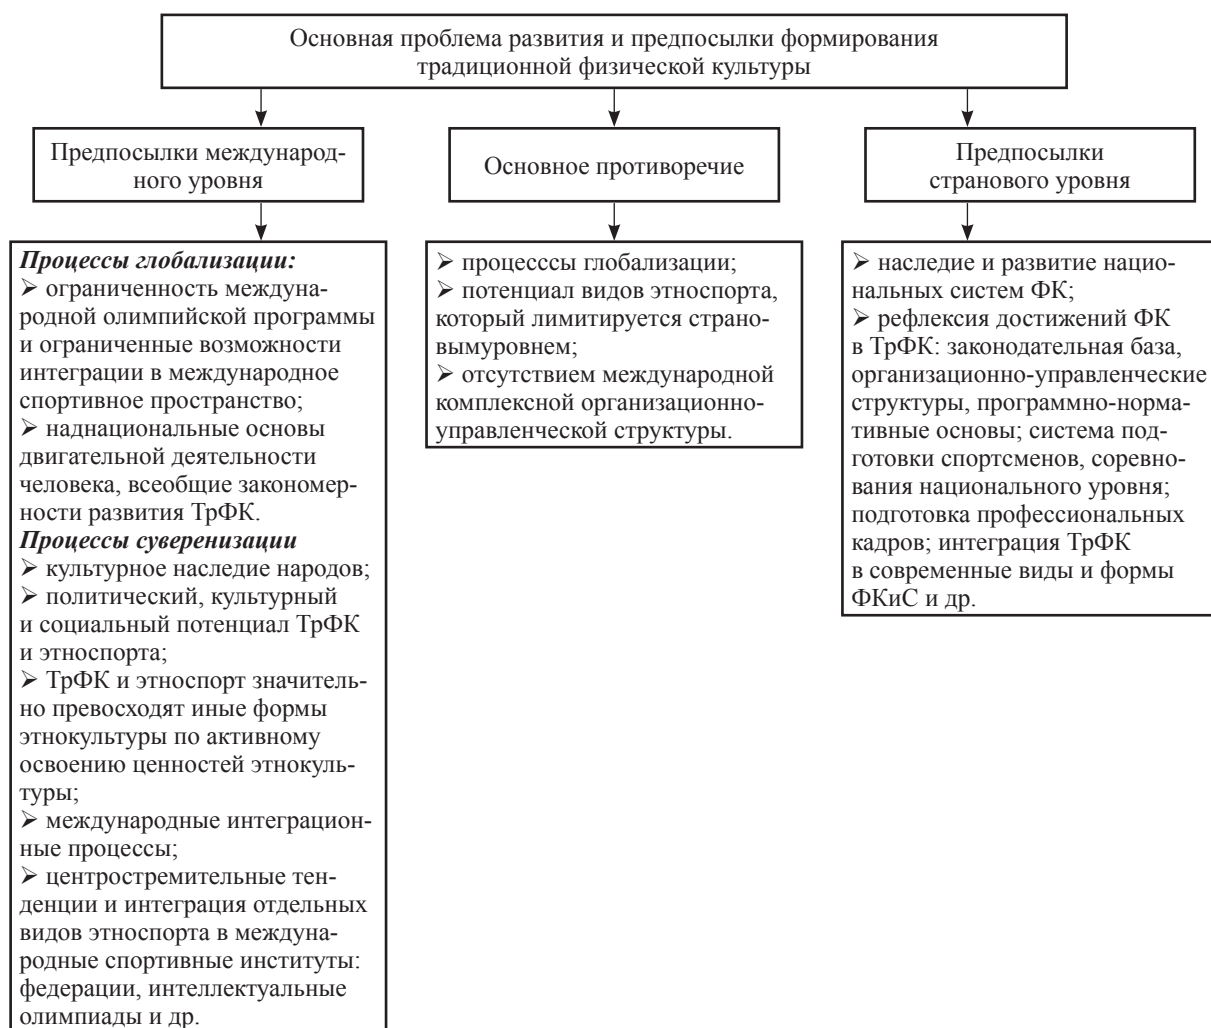 Основная проблема развития и предпосылки формирования
традиционной физической культуры
Предпосылки международ-
ного уровня
Основное противоречие
Предпосылки
странового уровня
Процессы глобализации:
➢ ограниченность междуна-
родной олимпийской программы
и ограниченные возможности
интеграции в международное
спортивное пространство;
➢ наднациональные основы
двигательной деятельности
человека, всеобщие закономер-
ности развития ТрФК.
Процессы суверенизации
➢ культурное наследие народов;
➢ политический, культурный
и социальный потенциал ТрФК
и этноспорта;
➢ ТрФК и этноспорт значитель-
но превосходят иные формы
этнокультуры по активному
освоению ценностей этнокуль-
туры;
➢ международные интеграцион-
ные процессы;
➢ центростремительные тен-
денции и интеграция отдельных
видов этноспорта в междуна-
родные спортивные институты:
федерации, интеллектуальные
олимпиады и др.
➢ процесссы глобализации;
➢ потенциал видов этноспорта,
который лимитируется страно-
вымуровнем;
➢ отсутствием международной
комплексной организационно-
управленческой структуры.
➢ наследие и развитие нацио-
нальных систем ФК;
➢ рефлексия достижений ФК
в ТрФК: законодательная база,
организационно-управленческие
структуры, программно-норма-
тивные основы; система под-
готовки спортсменов, соревно-
вания национального уровня;
подготовка профессиональных
кадров; интеграция ТрФК
в современные виды и формы
ФКиС и др.